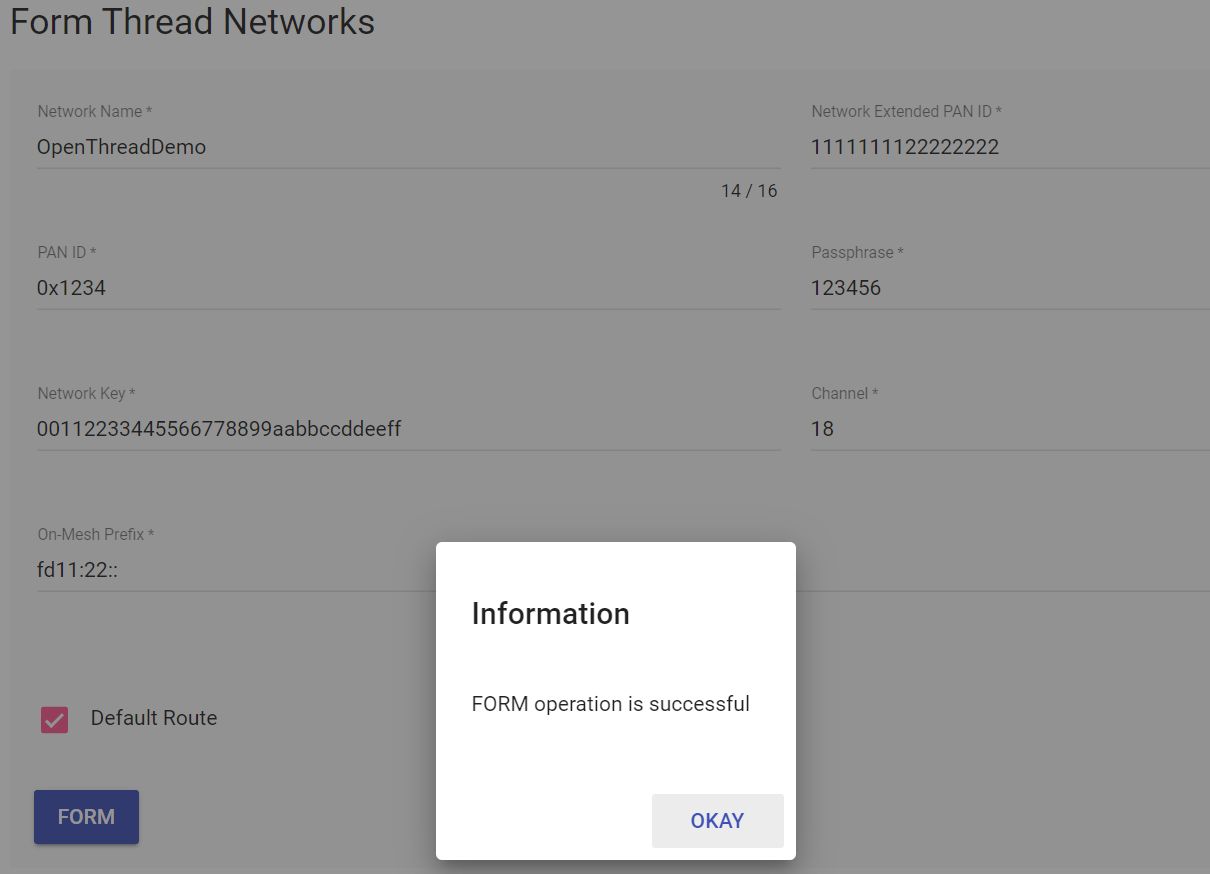 Form Thread Networks
Network Name *
Network Extended PAN ID *
OpenThreadDemo
1111111122222222
14 / 16
PAN ID *
Passphrase *
0x1234
123456
Network Key *
Channel *
00112233445566778899aabbccddeeff
18
On-Mesh Prefix *
fd11:22::
Information
FORM operation is successful
Default Route
FORM
OKAY